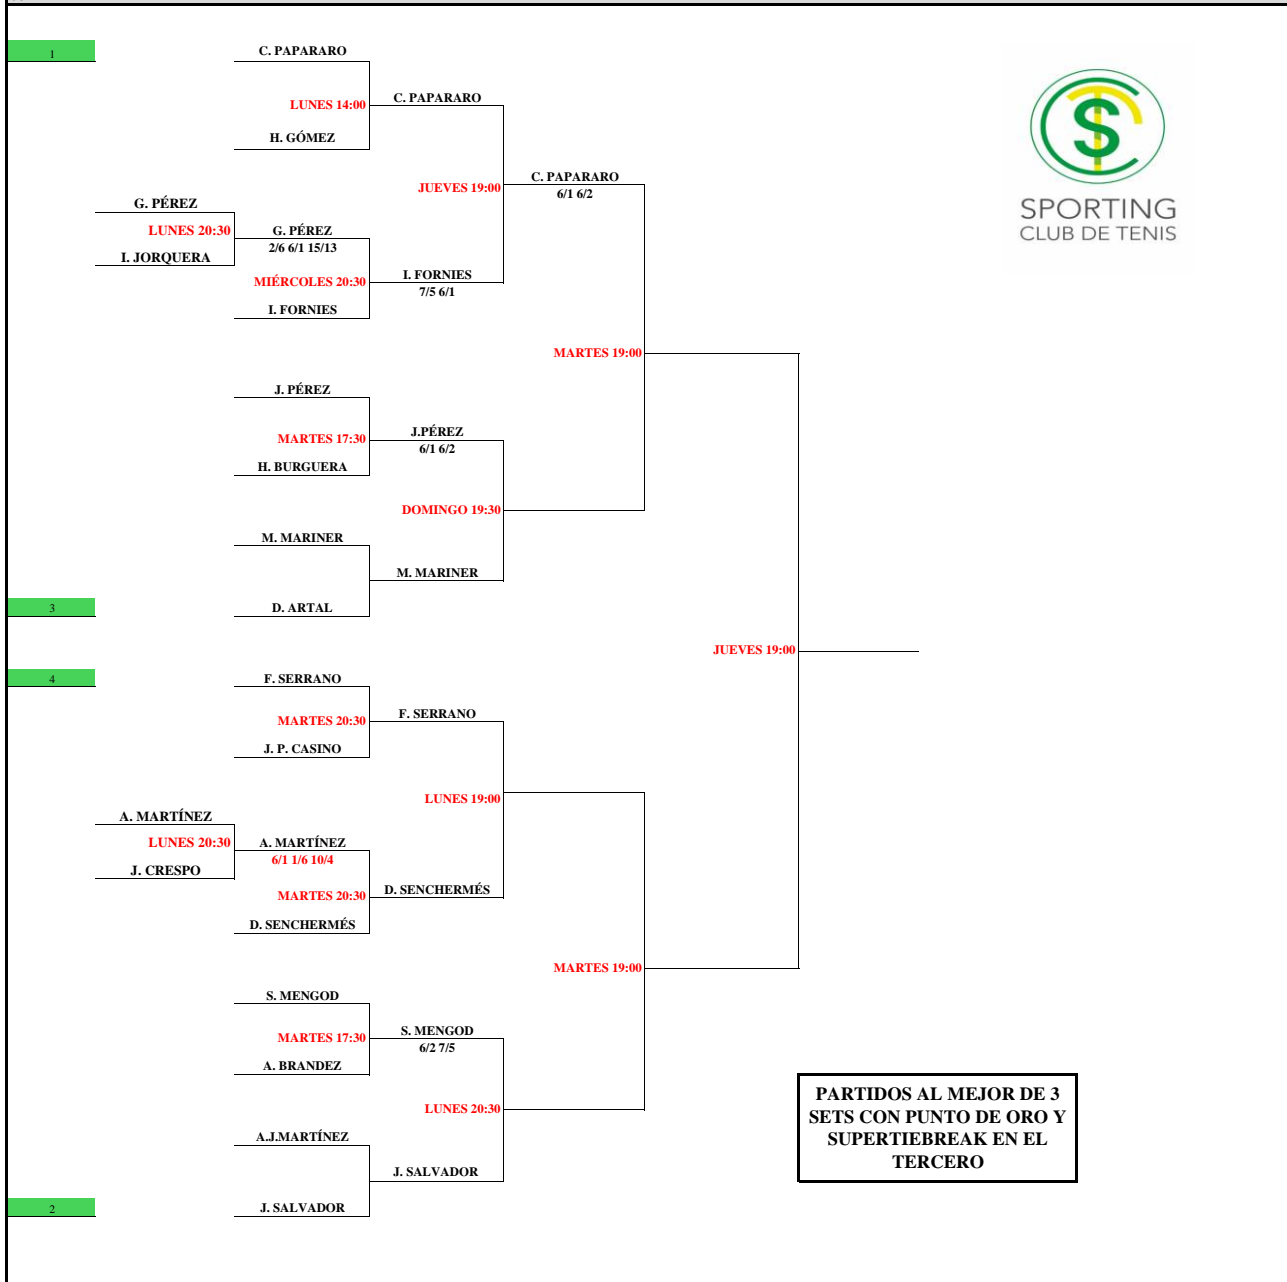 1
C. PAPARARO
LUNES 14:00
C. PAPARARO
H. GÓMEZ
JUEVES 19:00
C. PAPARARO
6/1 6/2
G. PÉREZ
LUNES 20:30
G. PÉREZ
2/6 6/1 15/13
I. JORQUERA
MIÉRCOLES 20:30
I. FORNIES
7/5 6/1
I. FORNIES
MARTES 19:00
J. PÉREZ
MARTES 17:30
J.PÉREZ
6/1 6/2
H. BURGUERA
DOMINGO 19:30
M. MARINER
M. MARINER
3
D. ARTAL
JUEVES 19:00
4
F. SERRANO
MARTES 20:30
F. SERRANO
J. P. CASINO
LUNES 19:00
A. MARTÍNEZ
LUNES 20:30
A. MARTÍNEZ
6/1 1/6 10/4
J. CRESPO
MARTES 20:30
D. SENCHERMÉS
D. SENCHERMÉS
MARTES 19:00
S. MENGOD
MARTES 17:30
S. MENGOD
6/2 7/5
A. BRANDEZ
LUNES 20:30
A.J.MARTÍNEZ
J. SALVADOR
2
J. SALVADOR
SPORTING
CLUB DE TENIS
PARTIDOS AL MEJOR DE 3
SETS CON PUNTO DE ORO Y
SUPERTIEBREAK EN EL
TERCERO